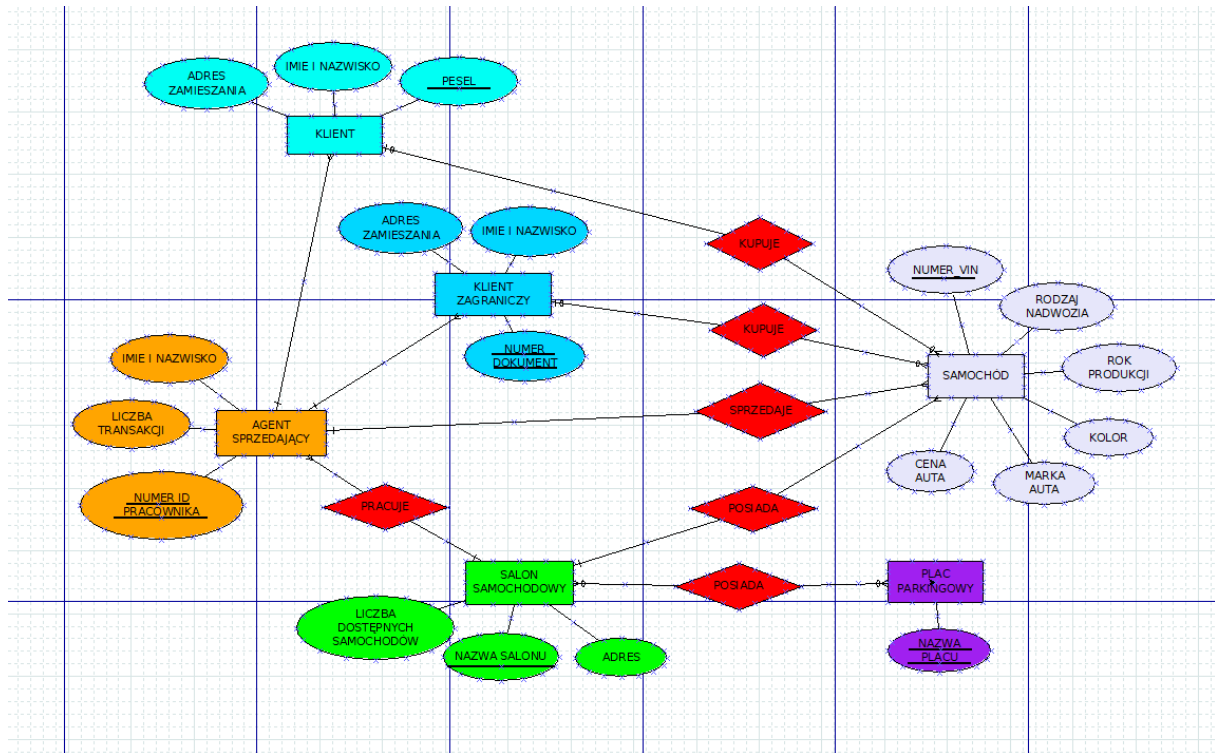 ADRES
ZAMIESZANIA
IMIE I NAZWISKO
PESEL
KLIENT
ADRES
ZAMIESZANIA
IMIE I NAZWISKO
KUPUJE
NUMER_VIN
KLIENT
ZAGRANICZY
RODZAJ
NADWOZIA
KUPUJE
NUMER
DOKUMENT
IMIE I NAZWISKO
SAMOCHÓD
ROK
PRODUKCJI
SPRZEDAJE
LICZBA
TRANSAKCJI
AGENT
SPRZEDAJĄCY
KOLOR
CENA
AUTA
MARKA
AUTA
NUMER ID
PRACOWNIKA
PRACUJE
POSIADA
SALON
SAMOCHODOWY
POSIADA
PLAC
PARKINGOWY
LICZBA
DOSTĘPNYCH
SAMOCHODÓW
NAZWA SALONU
ADRES
NAZWA
PLACU